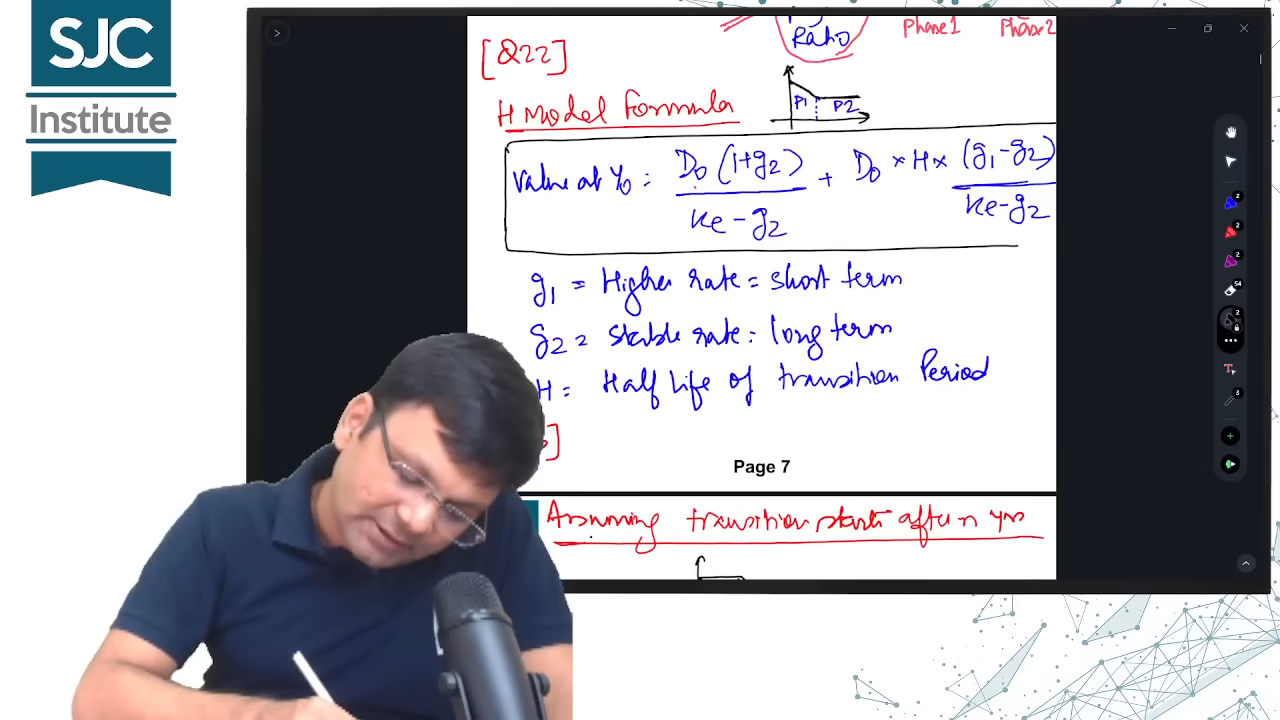 SJC
Institute
Ratio
Phase 1
Phase 2
[Q22]
H Model Formula
P1
P2
Value at Y0 = D0 (1+g2) / Ke - g2 + D0 × H × (g1 - g2) / Ke - g2
g1 = Higher rate = short term
g2 = Stable rate = long term
H = Half Life of transition Period
]
Page 7
Assuming transition starts after n yrs